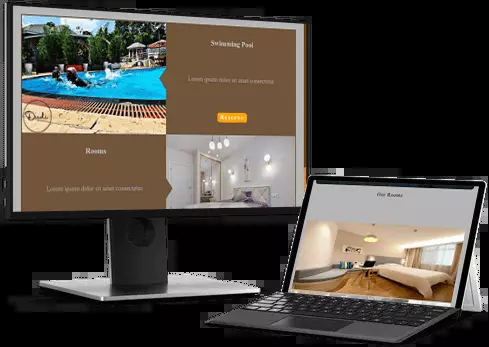 Swimming Pool
Lorem ipsum dolor sit amet consectetur
Reserve
Rooms
Lorem ipsum dolor sit amet consectetur
Our Rooms